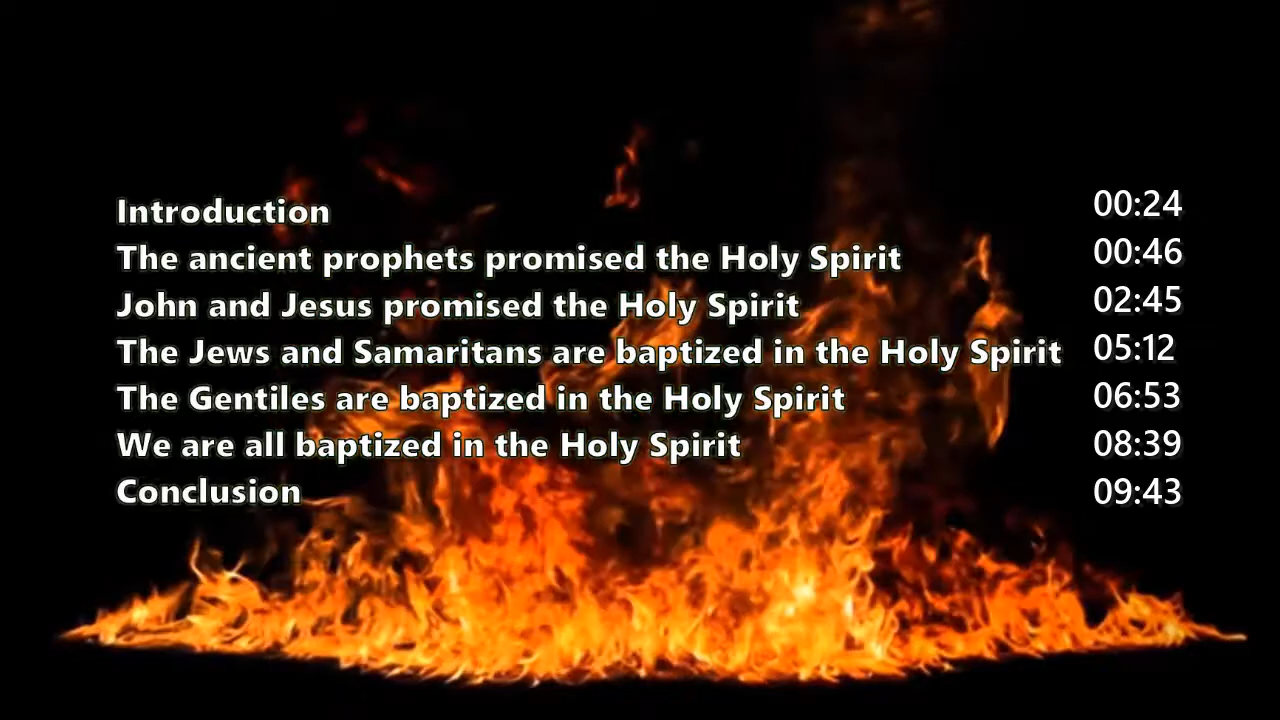 Introduction 00:24
The ancient prophets promised the Holy Spirit 00:46
John and Jesus promised the Holy Spirit 02:45
The Jews and Samaritans are baptized in the Holy Spirit 05:12
The Gentiles are baptized in the Holy Spirit 06:53
We are all baptized in the Holy Spirit 08:39
Conclusion 09:43